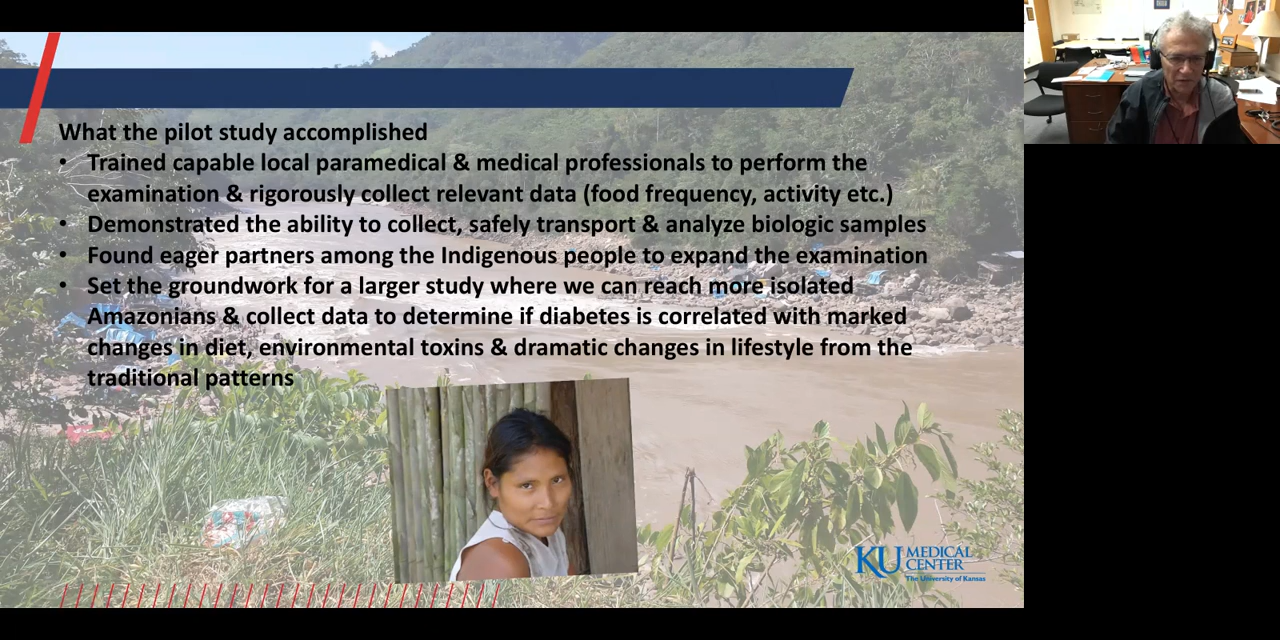 What the pilot study accomplished
• Trained capable local paramedical & medical professionals to perform the
examination & rigorously collect relevant data (food frequency, activity etc.)
• Demonstrated the ability to collect, safely transport & analyze biologic samples
• Found eager partners among the Indigenous people to expand the examination
• Set the groundwork for a larger study where we can reach more isolated
Amazonians & collect data to determine if diabetes is correlated with marked
changes in diet, environmental toxins & dramatic changes in lifestyle from the
traditional patterns
KU MEDICAL
CENTER
The University of Kansas